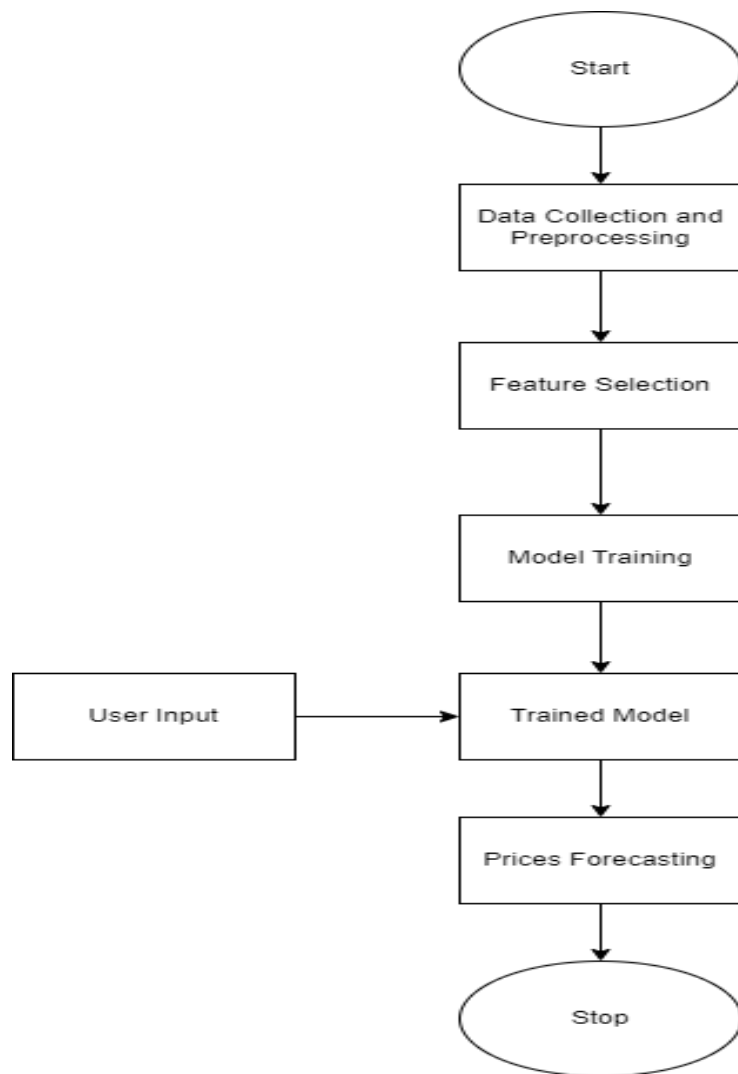 Start
Data Collection and
Preprocessing
Feature Selection
Model Training
User Input
Trained Model
Prices Forecasting
Stop